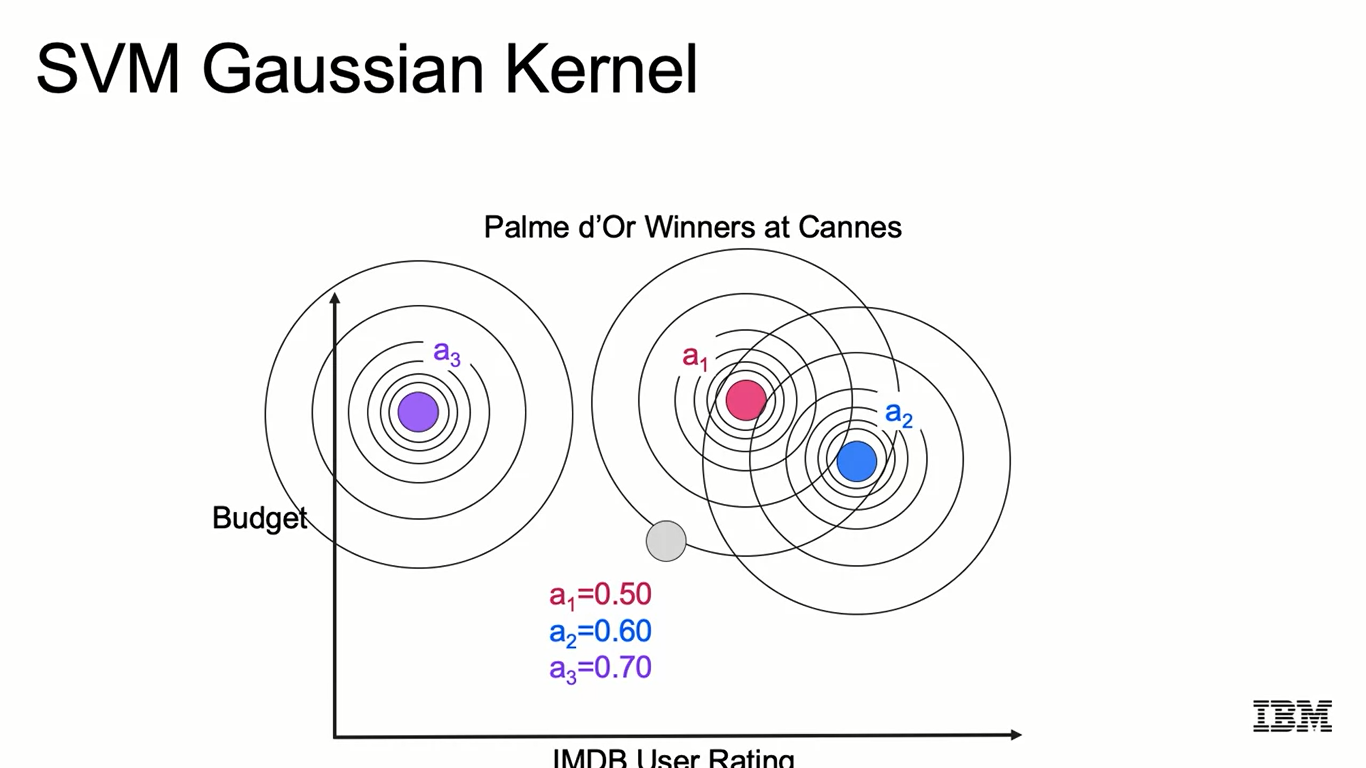 SVM Gaussian Kernel
Palme d’Or Winners at Cannes
a₃
a₁
a₂
Budget
a₁=0.50
a₂=0.60
a₃=0.70
IMDB User Rating
IBM